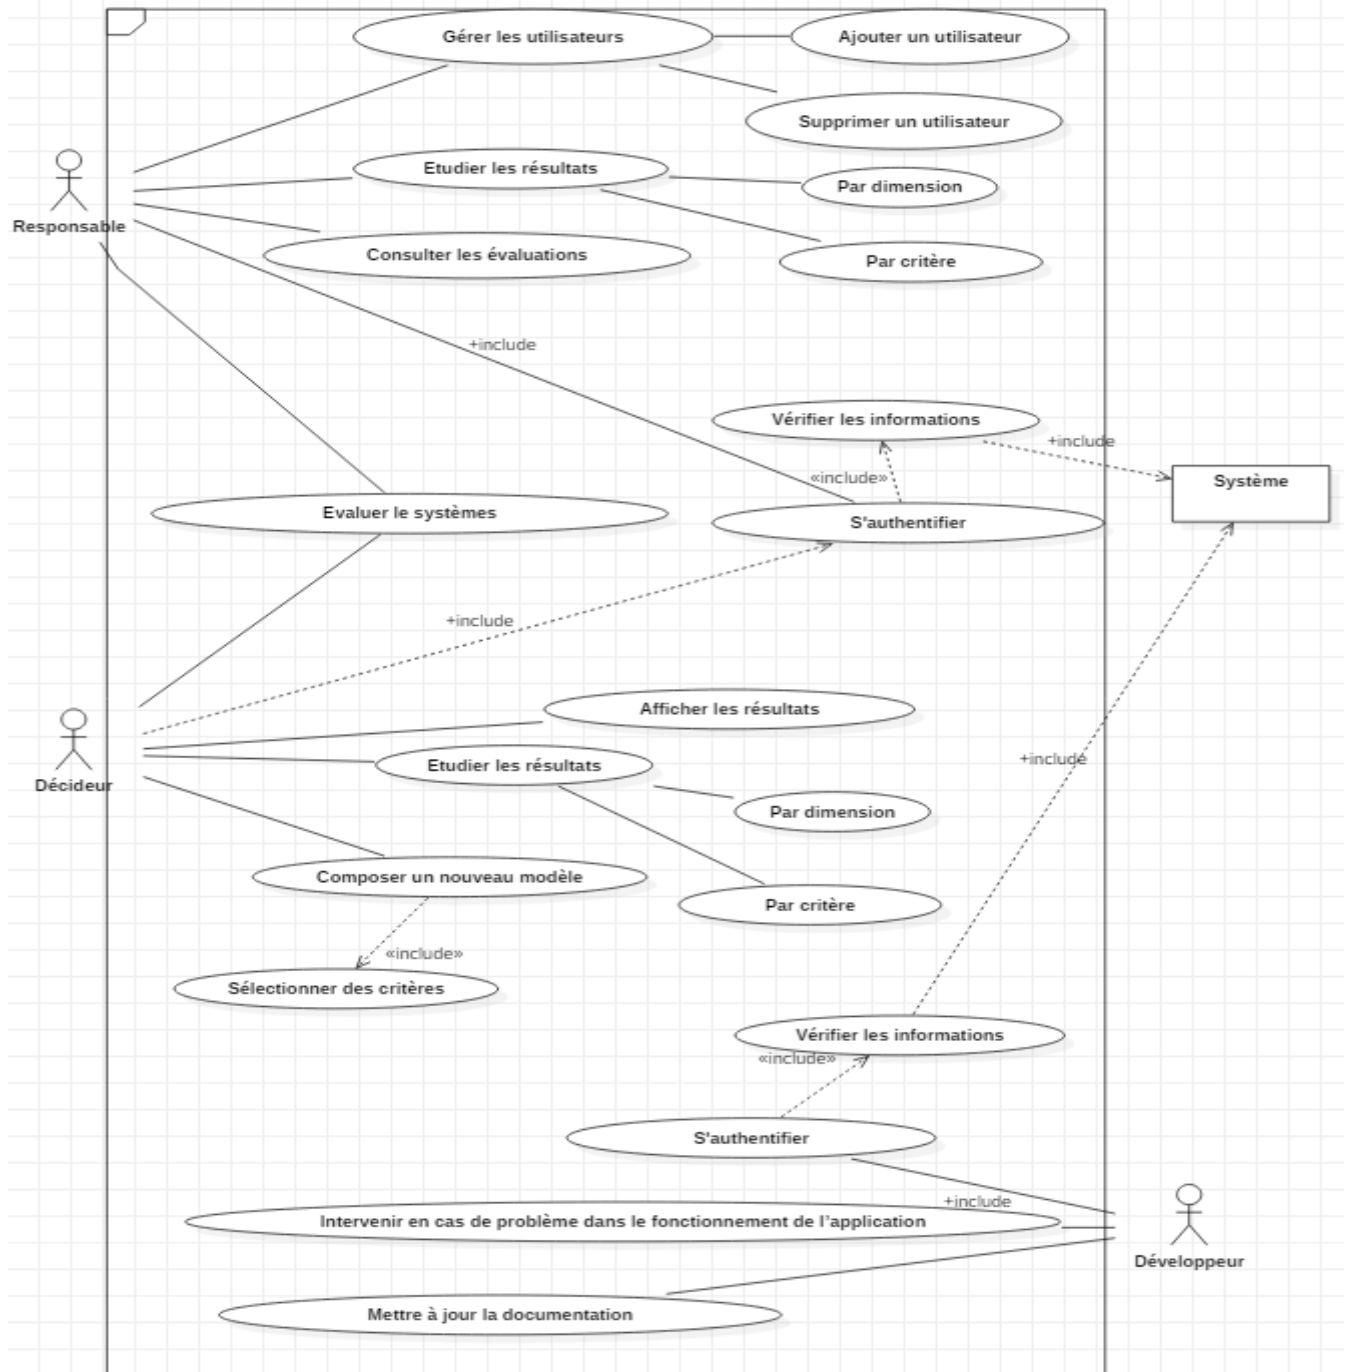 Gérer les utilisateurs
Ajouter un utilisateur
Supprimer un utilisateur
Etudier les résultats
Par dimension
Responsable
Consulter les évaluations
Par critère
+include
Vérifier les informations
+include
«include»
Système
Evaluer le systèmes
S'authentifier
+include
Afficher les résultats
+include
Etudier les résultats
Décideur
Par dimension
Composer un nouveau modèle
Par critère
«include»
Sélectionner des critères
Vérifier les informations
«include»
S'authentifier
+include
Intervenir en cas de problème dans le fonctionnement de l'application
Développeur
Mettre à jour la documentation